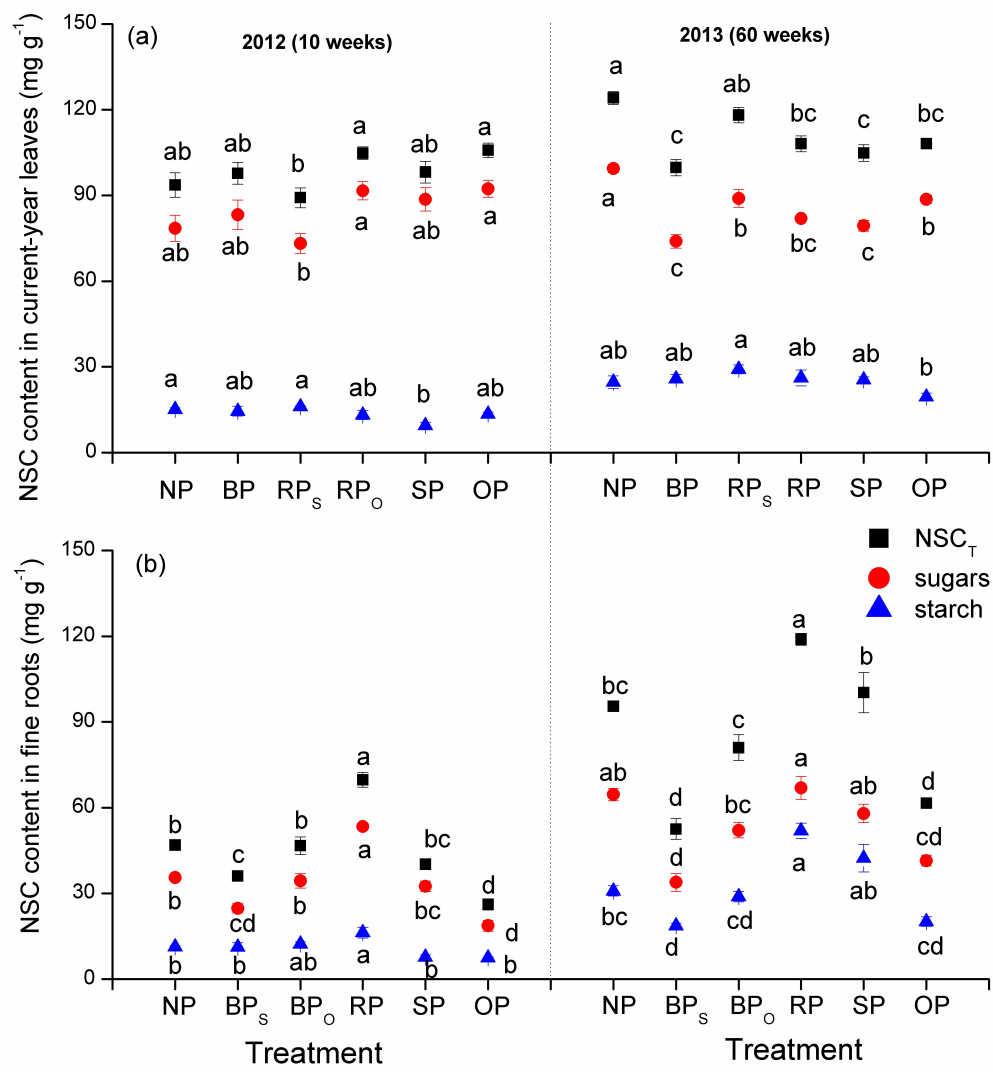 (a)
2012 (10 weeks)
2013 (60 weeks)
NSC content in current-year leaves (mg g-1)
150
120
90
60
30
0
ab ab b a ab a
ab ab b a ab a
a ab a ab b ab
a c ab bc c bc
a c b bc c b
ab ab a ab ab b
NP BP RPS RPO SP OP
NP BP RPS RP SP OP
NSCT
sugars
starch
(b)
NSC content in fine roots (mg g-1)
150
120
90
60
30
0
b c b a bc d
b cd b a bc d
b b ab a b b
bc d c a b d
ab d bc a ab cd
bc d cd a ab cd
NP BPS BPO RP SP OP
NP BPS BPO RP SP OP
Treatment
Treatment